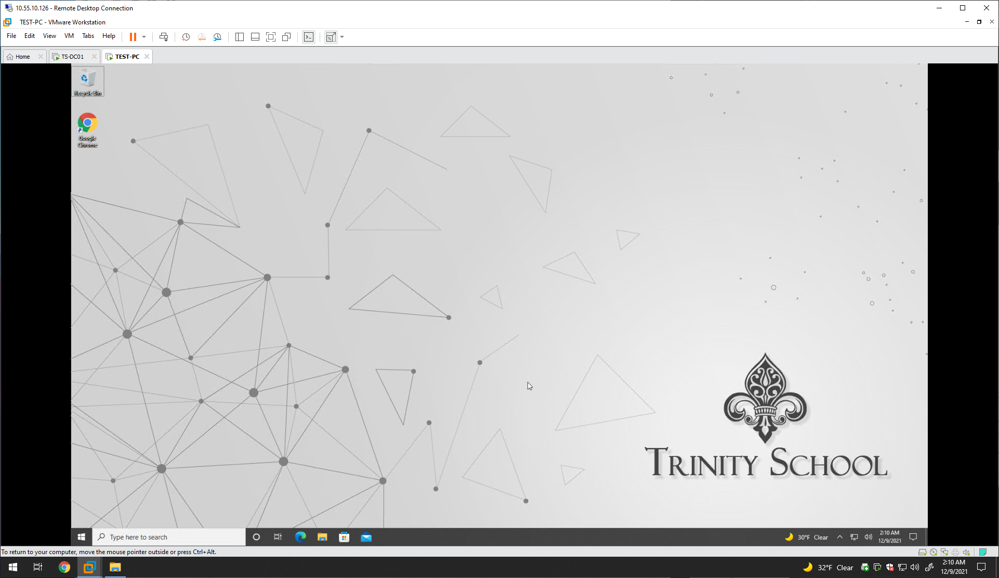 10.55.10.126 - Remote Desktop Connection
TEST-PC - VMware Workstation
File Edit View VM Tabs Help
Home TS-DC01 TEST-PC
Recycle Bin
Google
Chrome
TRINITY SCHOOL
Type here to search
30°F Clear
2:10 AM
12/9/2021
To return to your computer, move the mouse pointer outside or press Ctrl+Alt.
32°F Clear
2:10 AM
12/9/2021